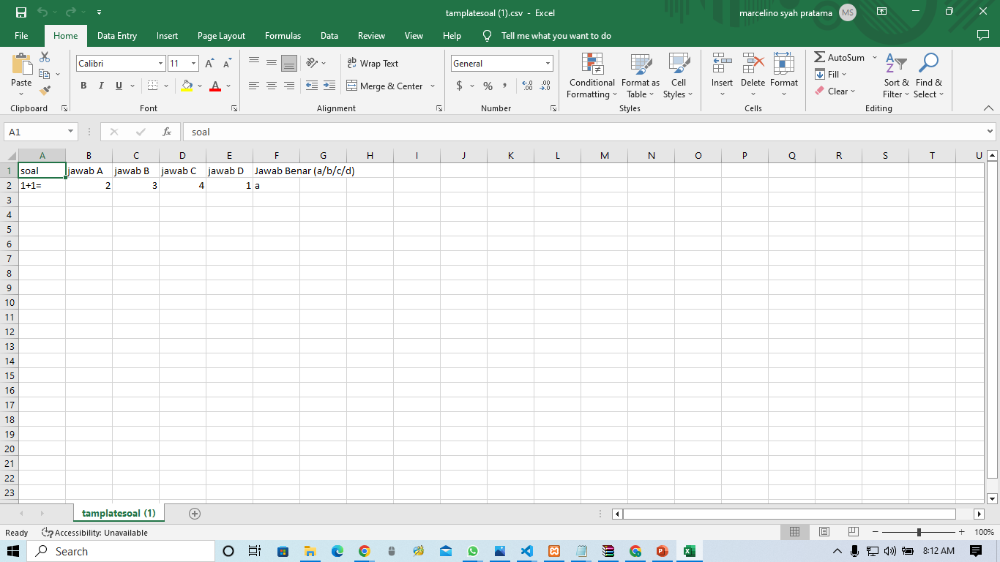 tamplatesoal (1).csv - Excel
marcelino syah pratama MS
File Home Data Entry Insert Page Layout Formulas Data Review View Help Tell me what you want to do
Calibri 11 Wrap Text General AutoSum
Paste B I U Merge & Center $ % Conditional Formatting Format as Table Cell Styles Insert Delete Format Fill Clear Sort & Filter Find & Select
Clipboard Font Alignment Number Styles Cells Editing
A1 fx soal
A B C D E F G H I J K L M N O P Q R S T U
1 soal jawab A jawab B jawab C jawab D Jawab Benar (a/b/c/d)
2 1+1= 2 3 4 1 a
3
4
5
6
7
8
9
10
11
12
13
14
15
16
17
18
19
20
21
22
23
tamplatesoal (1)
Ready Accessibility: Unavailable 100%
Search 8:12 AM